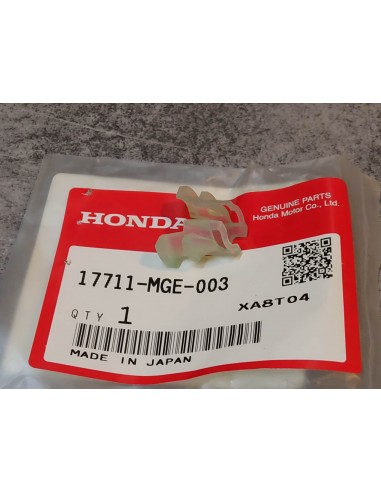 GENUINE PARTS
Honda Motor Co., Ltd.
HONDA
17711-MGE-003
XA8T04
QTY 1
MADE IN JAPAN